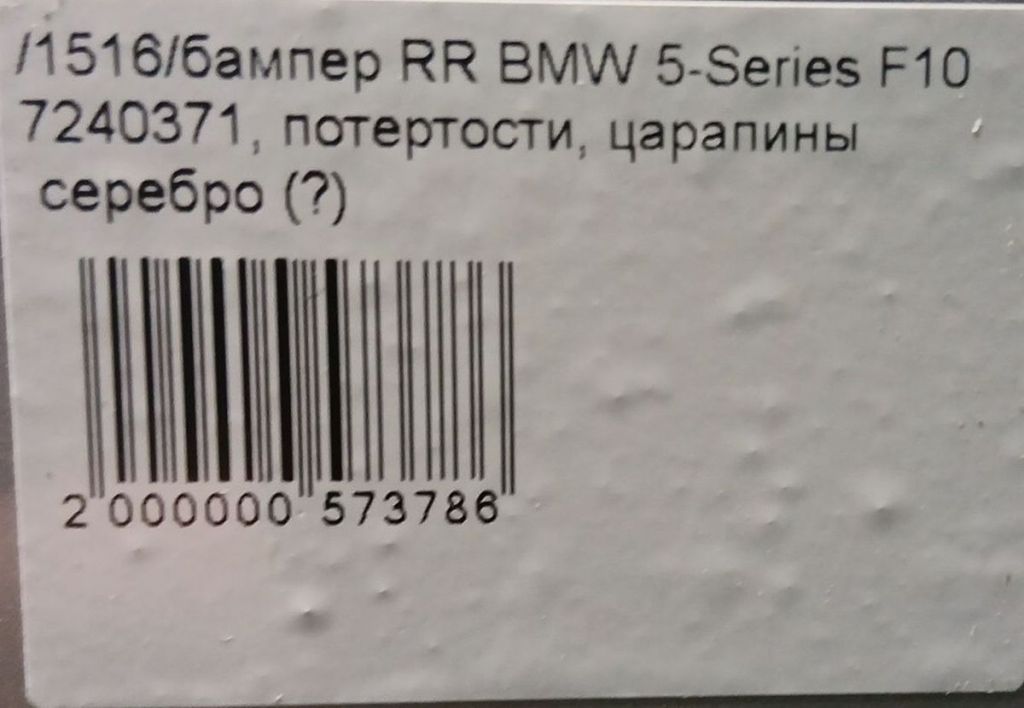 /1516/бампер RR BMW 5-Series F10
7240371, потертости, царапины
серебро (?)
2 000000 573786